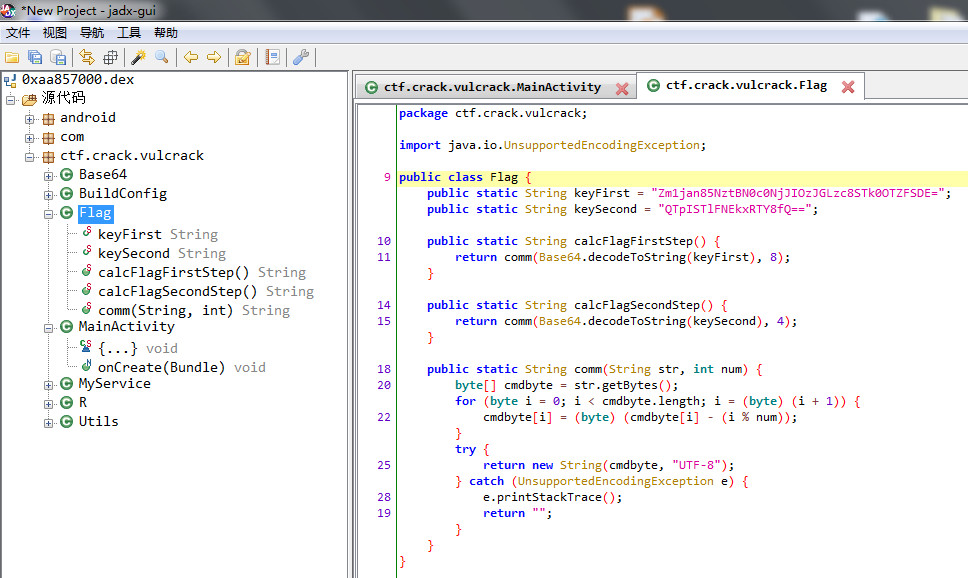 *New Project - jadx-gui
文件 视图 导航 工具 帮助
0xaa857000.dex
源代码
android
com
ctf.crack.vulcrack
Base64
BuildConfig
Flag
keyFirst String
keySecond String
calcFlagFirstStep() String
calcFlagSecondStep() String
comm(String, int) String
MainActivity
{...} void
onCreate(Bundle) void
MyService
R
Utils
ctf.crack.vulcrack.MainActivity
ctf.crack.vulcrack.Flag
package ctf.crack.vulcrack;
import java.io.UnsupportedEncodingException;
9 public class Flag {
public static String keyFirst = "Zm1jan85NztBN0c0NjJIOzJGLzc8STk0OTZFSDE=";
public static String keySecond = "QTpISTlFNEkxRTY8fQ==";
10 public static String calcFlagFirstStep() {
11 return comm(Base64.decodeToString(keyFirst), 8);
}
14 public static String calcFlagSecondStep() {
15 return comm(Base64.decodeToString(keySecond), 4);
}
18 public static String comm(String str, int num) {
20 byte[] cmdbyte = str.getBytes();
for (byte i = 0; i < cmdbyte.length; i = (byte) (i + 1)) {
22 cmdbyte[i] = (byte) (cmdbyte[i] - (i % num));
}
try {
25 return new String(cmdbyte, "UTF-8");
} catch (UnsupportedEncodingException e) {
28 e.printStackTrace();
19 return "";
}
}
}